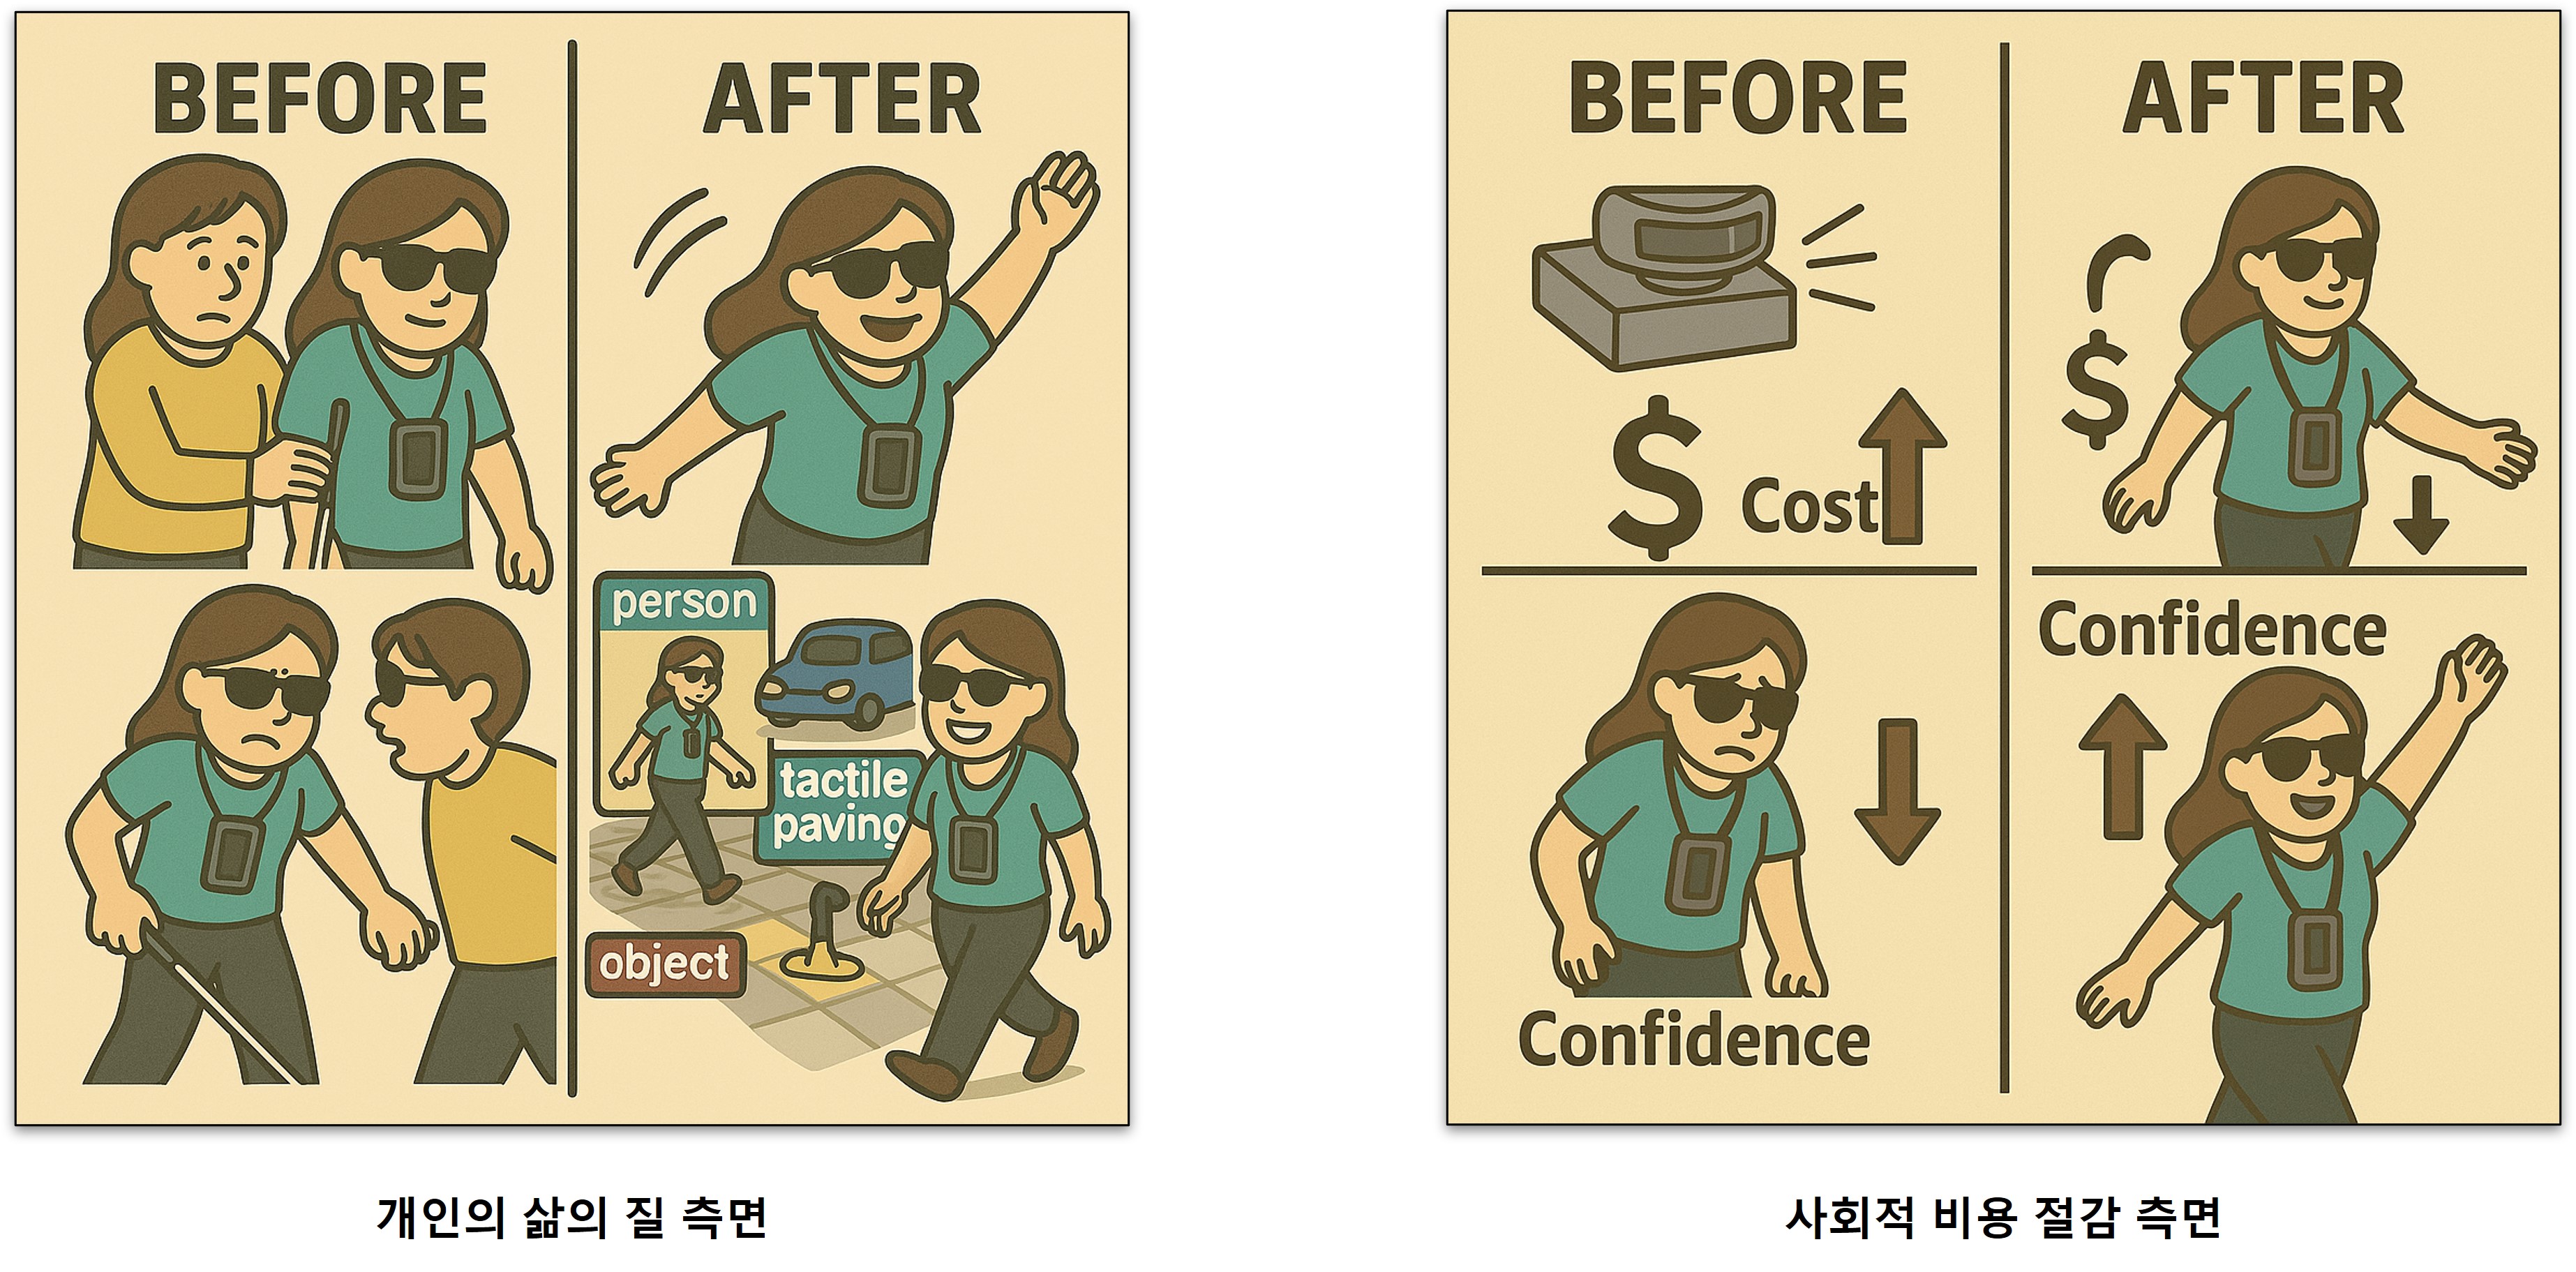 BEFORE
AFTER
person
tactile
paving
object
개인의 삶의 질 측면
BEFORE
AFTER
$ Cost
$
Confidence
Confidence
사회적 비용 절감 측면